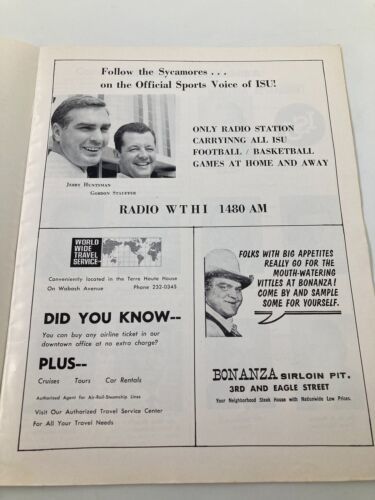 Follow the Sycamores . . .
on the Official Sports Voice of ISU!
ONLY RADIO STATION
CARRYINNG ALL ISU
FOOTBALL / BASKETBALL
GAMES AT HOME AND AWAY
JERRY HUNTSMAN
GORDON STAUFFER
RADIO WTHI 1480 AM
WORLD
WIDE
TRAVEL
SERVICE
Conveniently located in the Terre Haute House
On Wabash Avenue Phone 232-0345
DID YOU KNOW--
You can buy any airline ticket in our
downtown office at no extra charge?
PLUS--
Cruises Tours Car Rentals
Authorized Agent for Air-Rail-Steamship Lines
Visit Our Authorized Travel Service Center
For All Your Travel Needs
FOLKS WITH BIG APPETITES
REALLY GO FOR THE
MOUTH-WATERING
VITTLES AT BONANZA!
COME BY AND SAMPLE
SOME FOR YOURSELF.
BONANZA SIRLOIN PIT.
3RD AND EAGLE STREET
Your Neighborhood Steak House with Nationwide Low Prices.